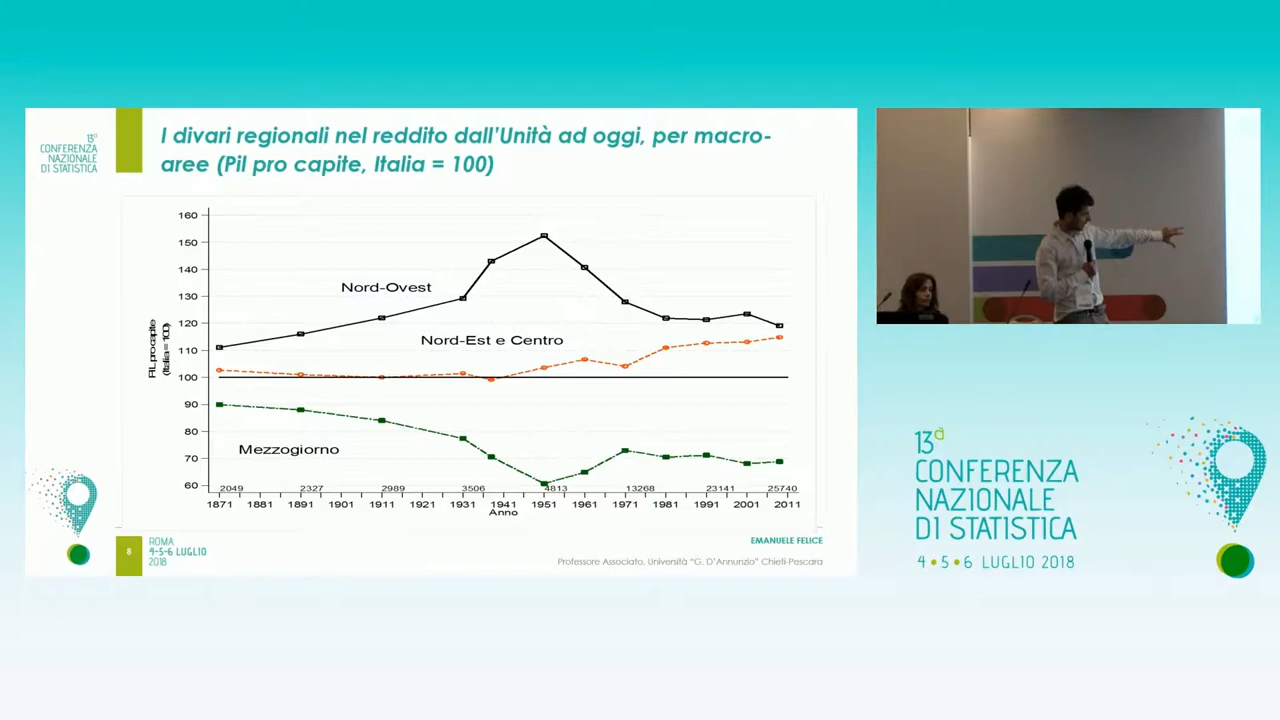 13ª
CONFERENZA
NAZIONALE
DI STATISTICA
I divari regionali nel reddito dall'Unità ad oggi, per macro-
aree (Pil pro capite, Italia = 100)
160
150
140
130
120
110
100
90
80
70
60
PIL pro capite
(Italia = 100)
Nord-Ovest
Nord-Est e Centro
Mezzogiorno
2049 2327 2989 3506 4813 13268 23141 25740
1871 1881 1891 1901 1911 1921 1931 1941 1951 1961 1971 1981 1991 2001 2011
Anno
8
ROMA
4-5-6 LUGLIO
2018
EMANUELE FELICE
Professore Associato, Università "G. D'Annunzio" Chieti-Pescara
13ª
CONFERENZA
NAZIONALE
DI STATISTICA
4•5•6 LUGLIO 2018